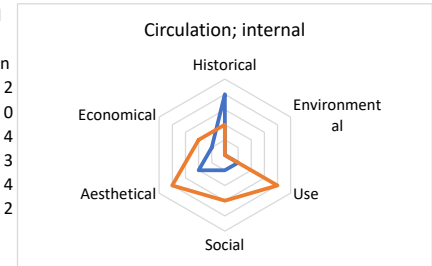 n
2
0
4
3
4
2
Circulation; internal
Historical
Environment
al
Use
Social
Aesthetical
Economical